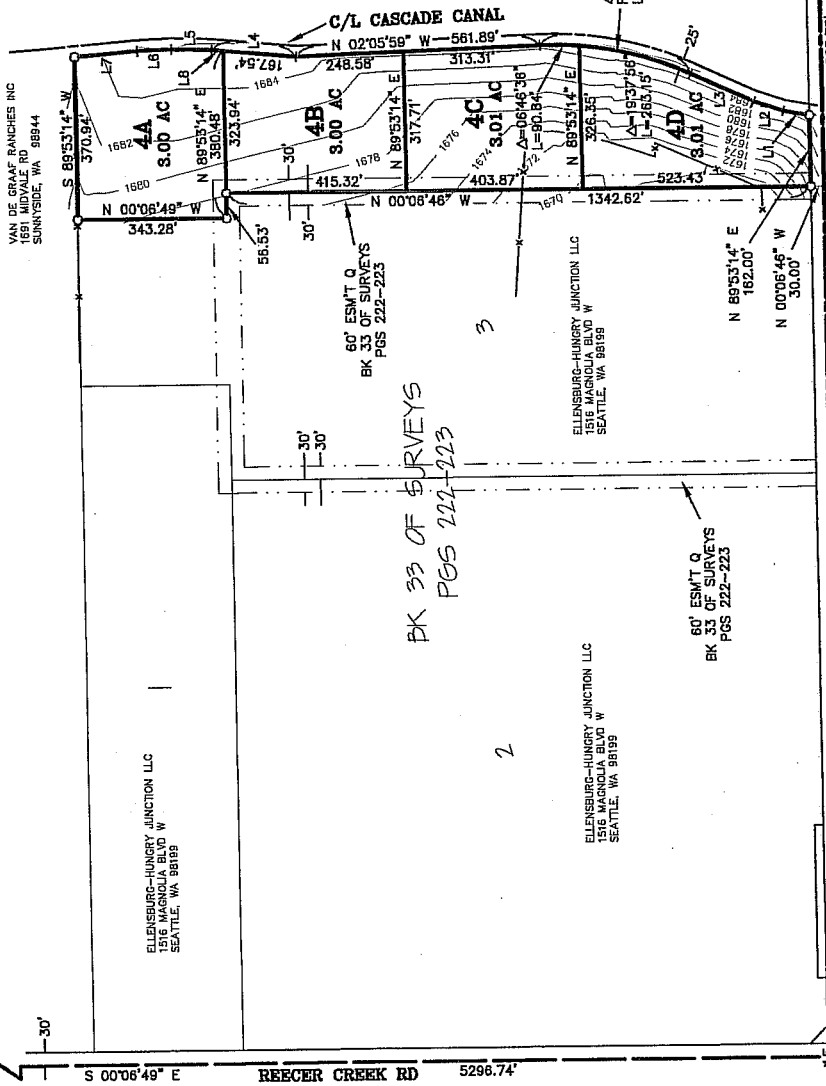 C/L CASCADE CANAL
N 02°05'59" W 561.89'
L5
L4
L6
L7
L8
167.54'
248.58'
313.31'
25'
VAN DE GRAAF RANCHES INC
1691 MIDVALE RD
SUNNYSIDE, WA 98944
S 89°53'14" W
370.94'
1684
1682
1680
1678
1676
1674
1672
1670
4A
3.00 AC
N 89°53'14" E
380.48'
323.94'
4B
3.00 AC
N 89°53'14" E
317.71'
4C
3.01 AC
Δ=06°46'36"
L=90.84'
N 89°53'14" E
326.35'
Δ=19°37'56"
L=263.15'
4D
3.01 AC
L3
L2
L1
1684
1682
1680
1678
1676
1674
1672
30'
30'
415.32'
403.87'
523.43'
N 00°06'49" W
343.28'
N 00°06'46" W
1342.62'
56.53'
60' ESM'T Q
BK 33 OF SURVEYS
PGS 222-223
N 89°53'14" E
162.00'
N 00°06'46" W
30.00'
3
ELLENSBURG-HUNGRY JUNCTION LLC
1516 MAGNOLIA BLVD W
SEATTLE, WA 98199
BK 33 OF SURVEYS
PGS 222-223
30'
30'
60' ESM'T Q
BK 33 OF SURVEYS
PGS 222-223
1
2
ELLENSBURG-HUNGRY JUNCTION LLC
1516 MAGNOLIA BLVD W
SEATTLE, WA 98199
ELLENSBURG-HUNGRY JUNCTION LLC
1516 MAGNOLIA BLVD W
SEATTLE, WA 98199
30'
S 00°06'49" E
REECER CREEK RD
5296.74'